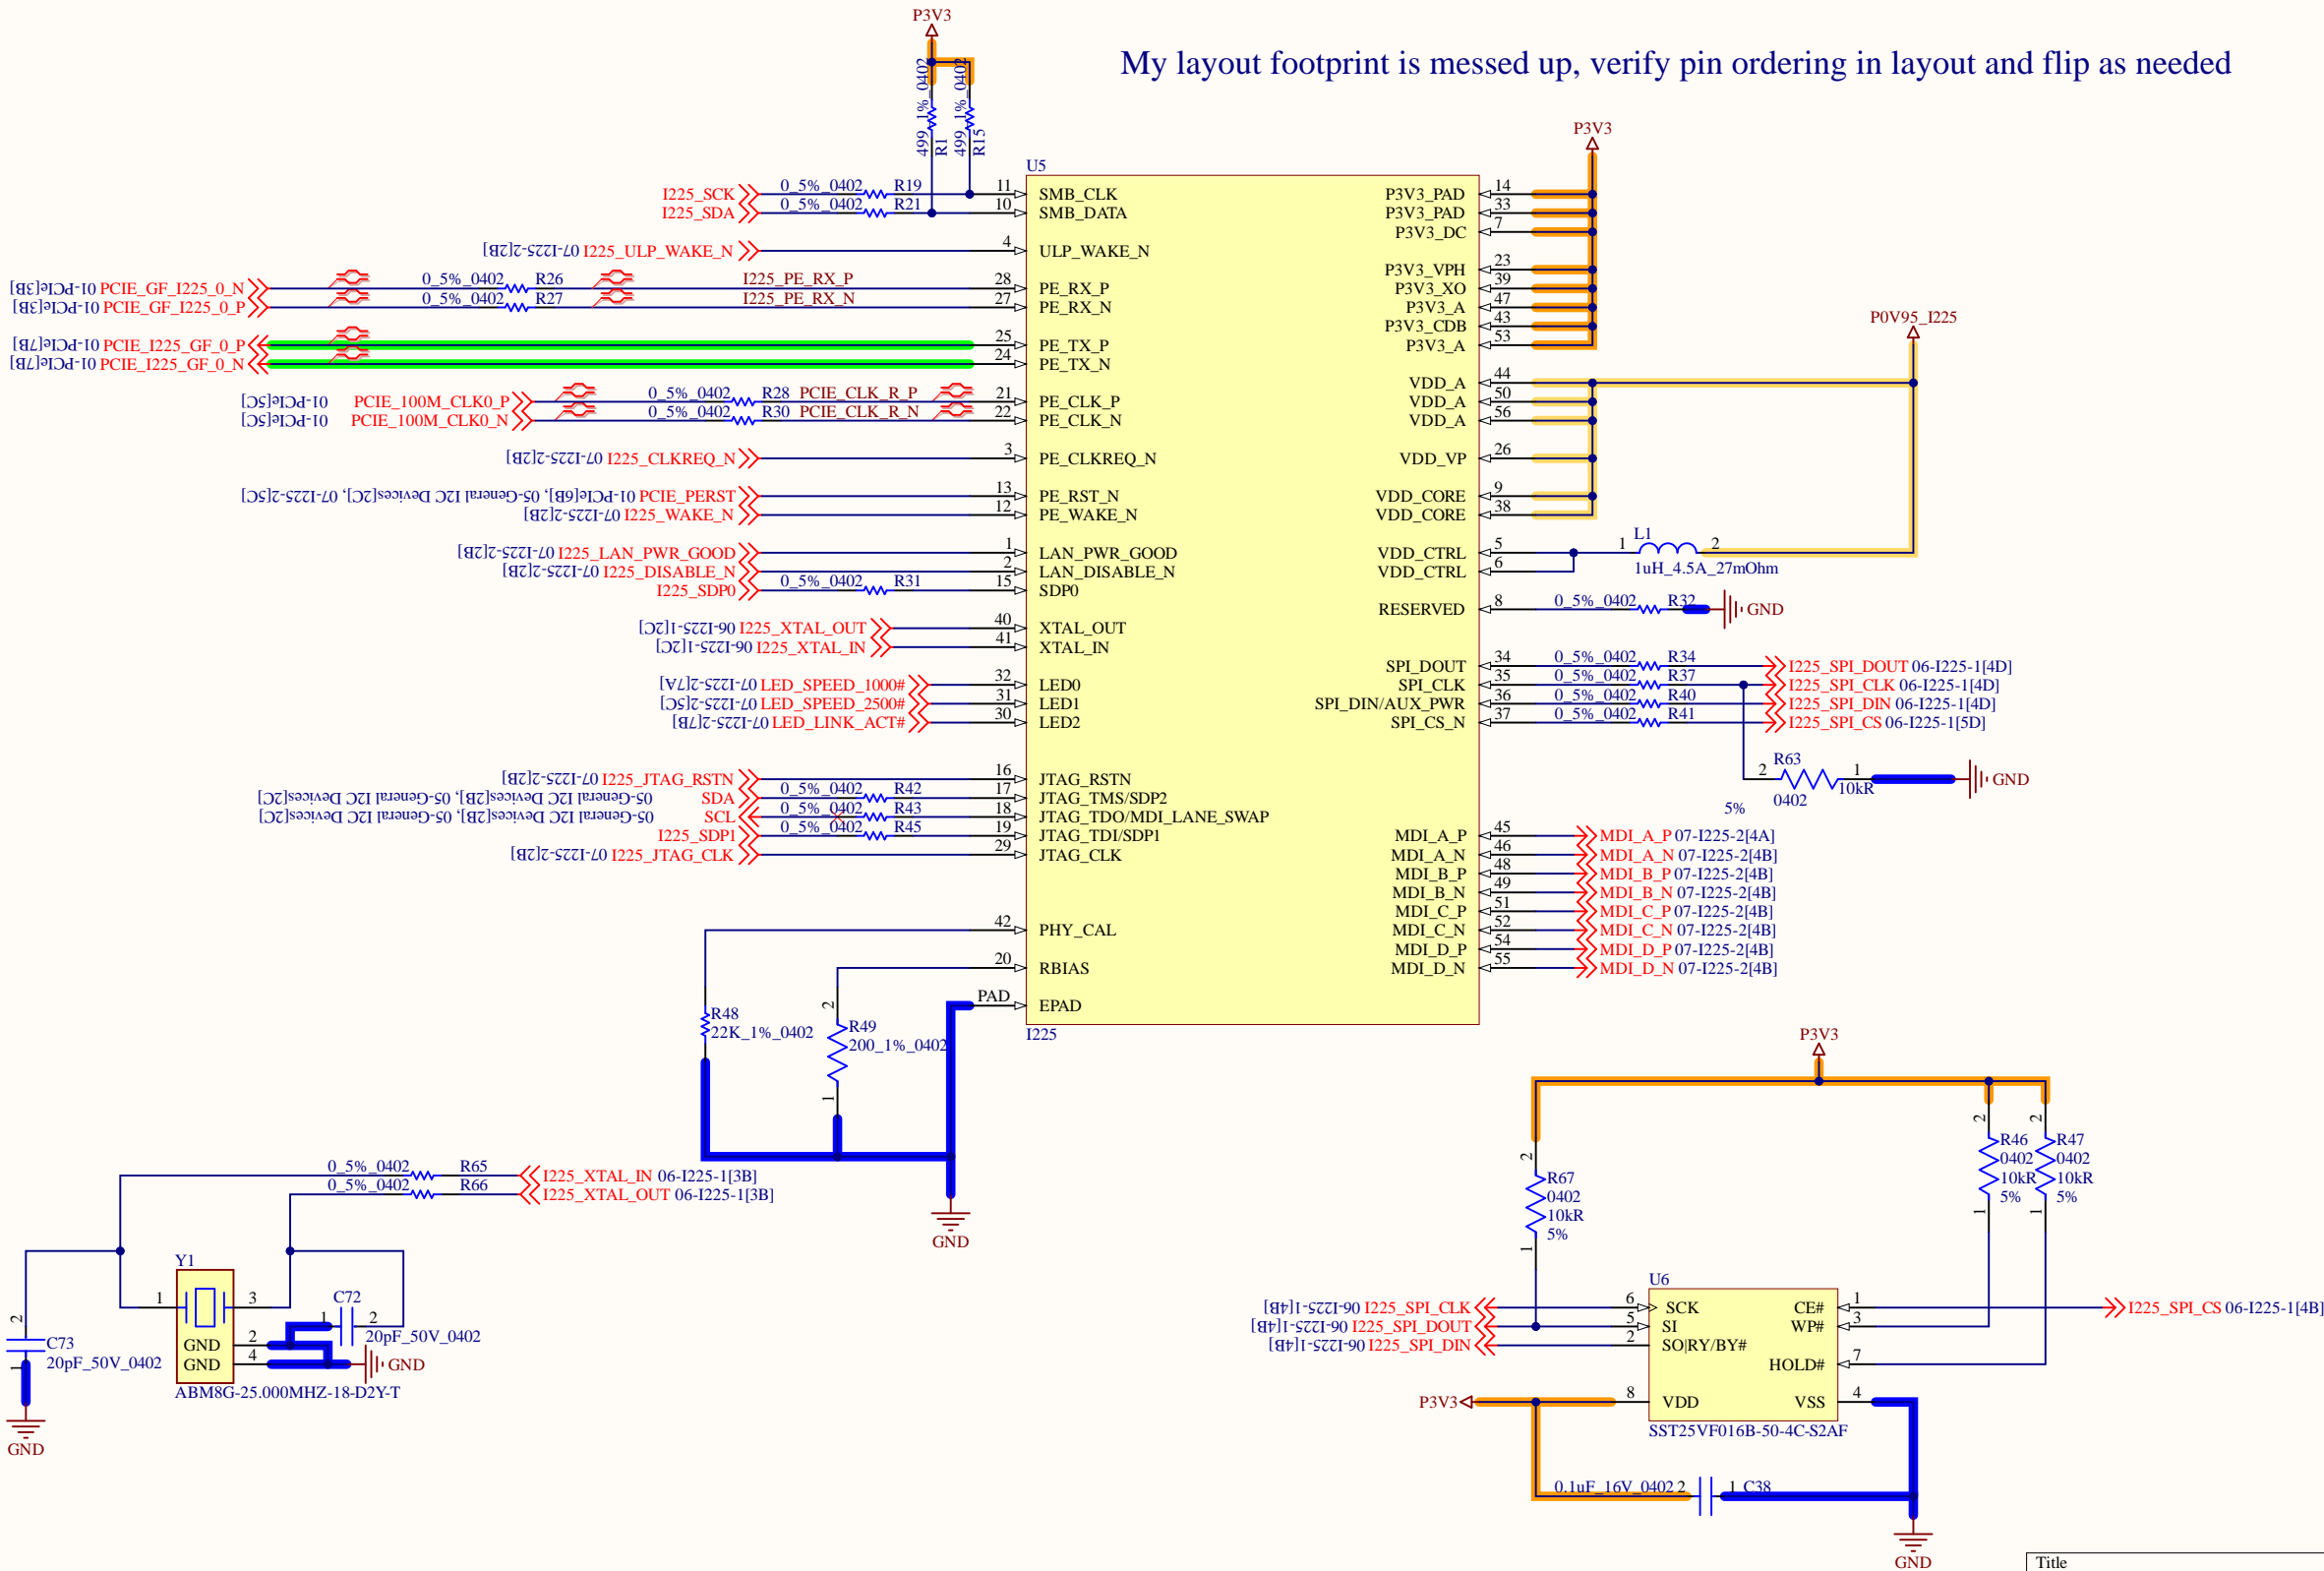 P3V3
My layout footprint is messed up, verify pin ordering in layout and flip as needed
499_1%_0402
R1
499_1%_0402
R15
P3V3
U5
I225_SCK 0_5%_0402 R19 11 SMB_CLK
I225_SDA 0_5%_0402 R21 10 SMB_DATA
07-I225-2[2B] I225_ULP_WAKE_N 4 ULP_WAKE_N
01-PCIe[3B] PCIE_GF_I225_0_N 0_5%_0402 R26 I225_PE_RX_P 28 PE_RX_P
01-PCIe[3B] PCIE_GF_I225_0_P 0_5%_0402 R27 I225_PE_RX_N 27 PE_RX_N
01-PCIe[7B] PCIE_I225_GF_0_P 25 PE_TX_P
01-PCIe[7B] PCIE_I225_GF_0_N 24 PE_TX_N
01-PCIe[5C] PCIE_100M_CLK0_P 0_5%_0402 R28 PCIE_CLK_R_P 21 PE_CLK_P
01-PCIe[5C] PCIE_100M_CLK0_N 0_5%_0402 R30 PCIE_CLK_R_N 22 PE_CLK_N
07-I225-2[2B] I225_CLKREQ_N 3 PE_CLKREQ_N
01-PCIe[6B], 05-General I2C Devices[2C], 07-I225-2[5C] PCIE_PERST 13 PE_RST_N
07-I225-2[2B] I225_WAKE_N 12 PE_WAKE_N
07-I225-2[2B] I225_LAN_PWR_GOOD 1 LAN_PWR_GOOD
07-I225-2[2B] I225_DISABLE_N 2 LAN_DISABLE_N
I225_SDP0 0_5%_0402 R31 15 SDP0
06-I225-1[2C] I225_XTAL_OUT 40 XTAL_OUT
06-I225-1[2C] I225_XTAL_IN 41 XTAL_IN
07-I225-2[7A] LED_SPEED_1000# 32 LED0
07-I225-2[5C] LED_SPEED_2500# 31 LED1
07-I225-2[7B] LED_LINK_ACT# 30 LED2
07-I225-2[2B] I225_JTAG_RSTN 16 JTAG_RSTN
05-General I2C Devices[2B], 05-General I2C Devices[2C] SDA 0_5%_0402 R42 17 JTAG_TMS/SDP2
05-General I2C Devices[2B], 05-General I2C Devices[2C] SCL 0_5%_0402 R43 18 JTAG_TDO/MDI_LANE_SWAP
I225_SDP1 0_5%_0402 R45 19 JTAG_TDI/SDP1
07-I225-2[2B] I225_JTAG_CLK 29 JTAG_CLK
42 PHY_CAL
20 RBIAS
PAD EPAD
I225
P3V3_PAD 14
P3V3_PAD 33
P3V3_DC 7
P3V3_VPH 23
P3V3_XO 39
P3V3_A 47
P3V3_CDB 43
P3V3_A 53
P0V95_I225
VDD_A 44
VDD_A 50
VDD_A 56
VDD_VP 26
VDD_CORE 9
VDD_CORE 38
VDD_CTRL 5
VDD_CTRL 6
L1
1 2
1uH_4.5A_27mOhm
RESERVED 8 0_5%_0402 R32 GND
SPI_DOUT 34 0_5%_0402 R34 I225_SPI_DOUT 06-I225-1[4D]
SPI_CLK 35 0_5%_0402 R37 I225_SPI_CLK 06-I225-1[4D]
SPI_DIN/AUX_PWR 36 0_5%_0402 R40 I225_SPI_DIN 06-I225-1[4D]
SPI_CS_N 37 0_5%_0402 R41 I225_SPI_CS 06-I225-1[5D]
R63
2 1 GND
10kR
0402
5%
MDI_A_P 45 MDI_A_P 07-I225-2[4A]
MDI_A_N 46 MDI_A_N 07-I225-2[4B]
MDI_B_P 48 MDI_B_P 07-I225-2[4B]
MDI_B_N 49 MDI_B_N 07-I225-2[4B]
MDI_C_P 51 MDI_C_P 07-I225-2[4B]
MDI_C_N 52 MDI_C_N 07-I225-2[4B]
MDI_D_P 54 MDI_D_P 07-I225-2[4B]
MDI_D_N 55 MDI_D_N 07-I225-2[4B]
R48
22K_1%_0402
2
R49
200_1%_0402
1
GND
0_5%_0402 R65 I225_XTAL_IN 06-I225-1[3B]
0_5%_0402 R66 I225_XTAL_OUT 06-I225-1[3B]
Y1
1 3
GND 2
GND 4
GND
ABM8G-25.000MHZ-18-D2Y-T
C72
1 2
20pF_50V_0402
2
C73
20pF_50V_0402
1
GND
P3V3
2
R67
0402
10kR
5%
1
2
R46
0402
10kR
5%
1
2
R47
0402
10kR
5%
1
U6
06-I225-1[4B] I225_SPI_CLK 6 SCK
06-I225-1[4B] I225_SPI_DOUT 5 SI
06-I225-1[4B] I225_SPI_DIN 2 SO|RY/BY#
P3V3 8 VDD
CE# 1 I225_SPI_CS 06-I225-1[4B]
WP# 3
HOLD# 7
VSS 4
SST25VF016B-50-4C-S2AF
0.1uF_16V_0402 2 1 C38
GND
Title